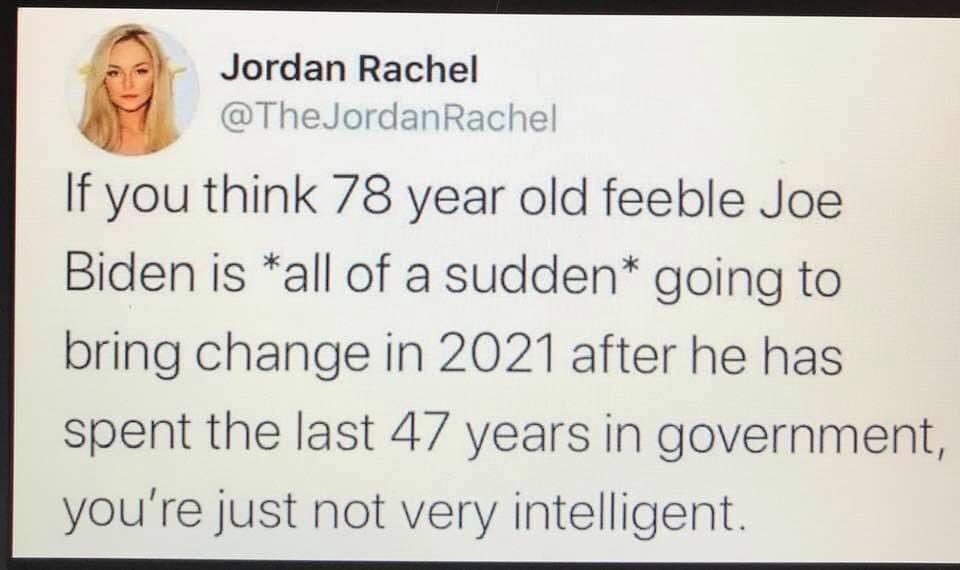 Jordan Rachel
@TheJordanRachel
If you think 78 year old feeble Joe
Biden is *all of a sudden* going to
bring change in 2021 after he has
spent the last 47 years in government,
you're just not very intelligent.